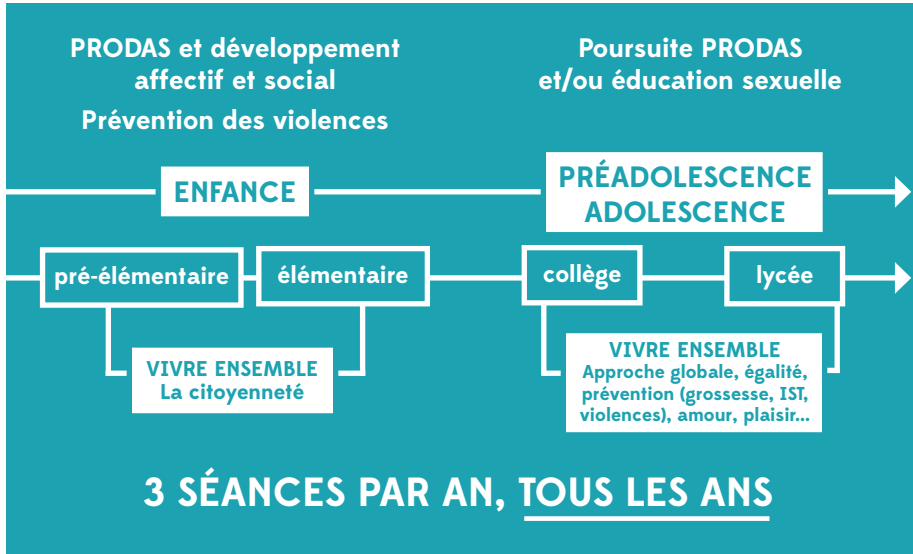 PRODAS et développement
affectif et social
Prévention des violences
Poursuite PRODAS
et/ou éducation sexuelle
ENFANCE
PRÉADOLESCENCE
ADOLESCENCE
pré-élémentaire
élémentaire
collège
lycée
VIVRE ENSEMBLE
La citoyenneté
VIVRE ENSEMBLE
Approche globale, égalité,
prévention (grossesse, IST,
violences), amour, plaisir...
3 SÉANCES PAR AN, TOUS LES ANS